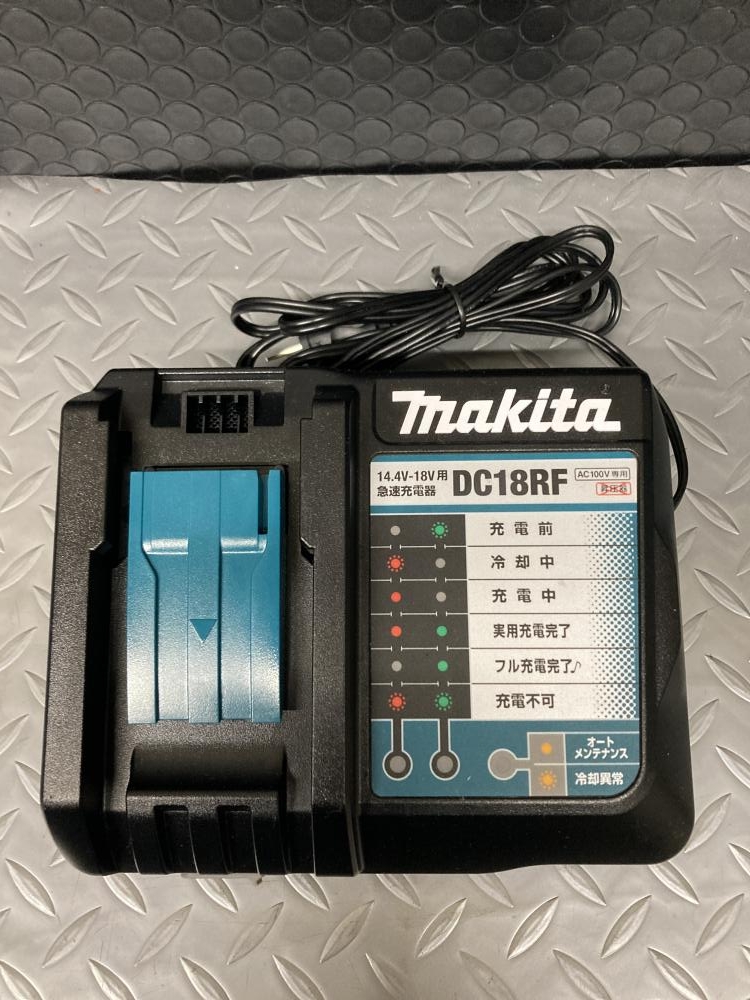 makita
14.4V-18V用
急速充電器
DC18RF
AC100V専用
昇圧器
充電前
冷却中
充電中
実用充電完了
フル充電完了♪
充電不可
オート
メンテナンス
冷却異常